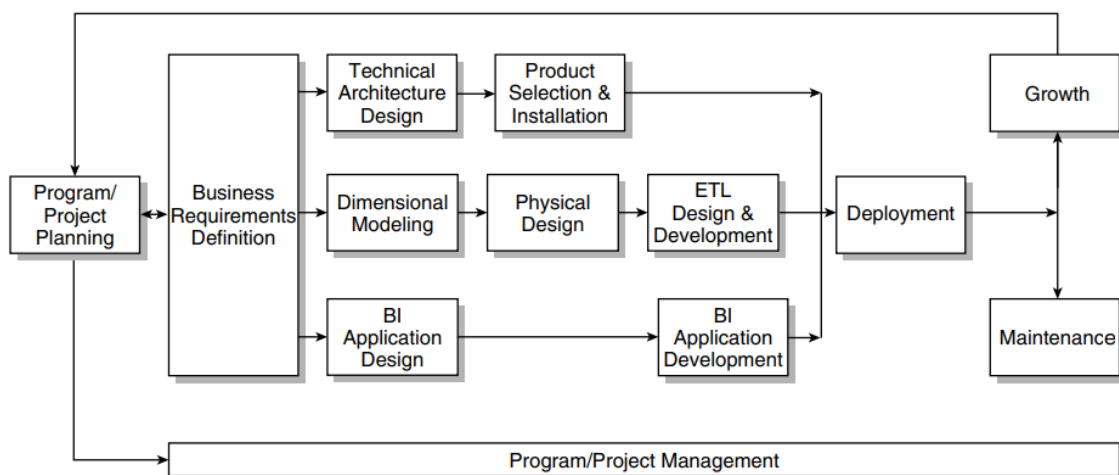 Technical
Architecture
Design
Product
Selection &
Installation
Growth
Program/
Project
Planning
Business
Requirements
Definition
Dimensional
Modeling
Physical
Design
ETL
Design &
Development
Deployment
BI
Application
Design
BI
Application
Development
Maintenance
Program/Project Management